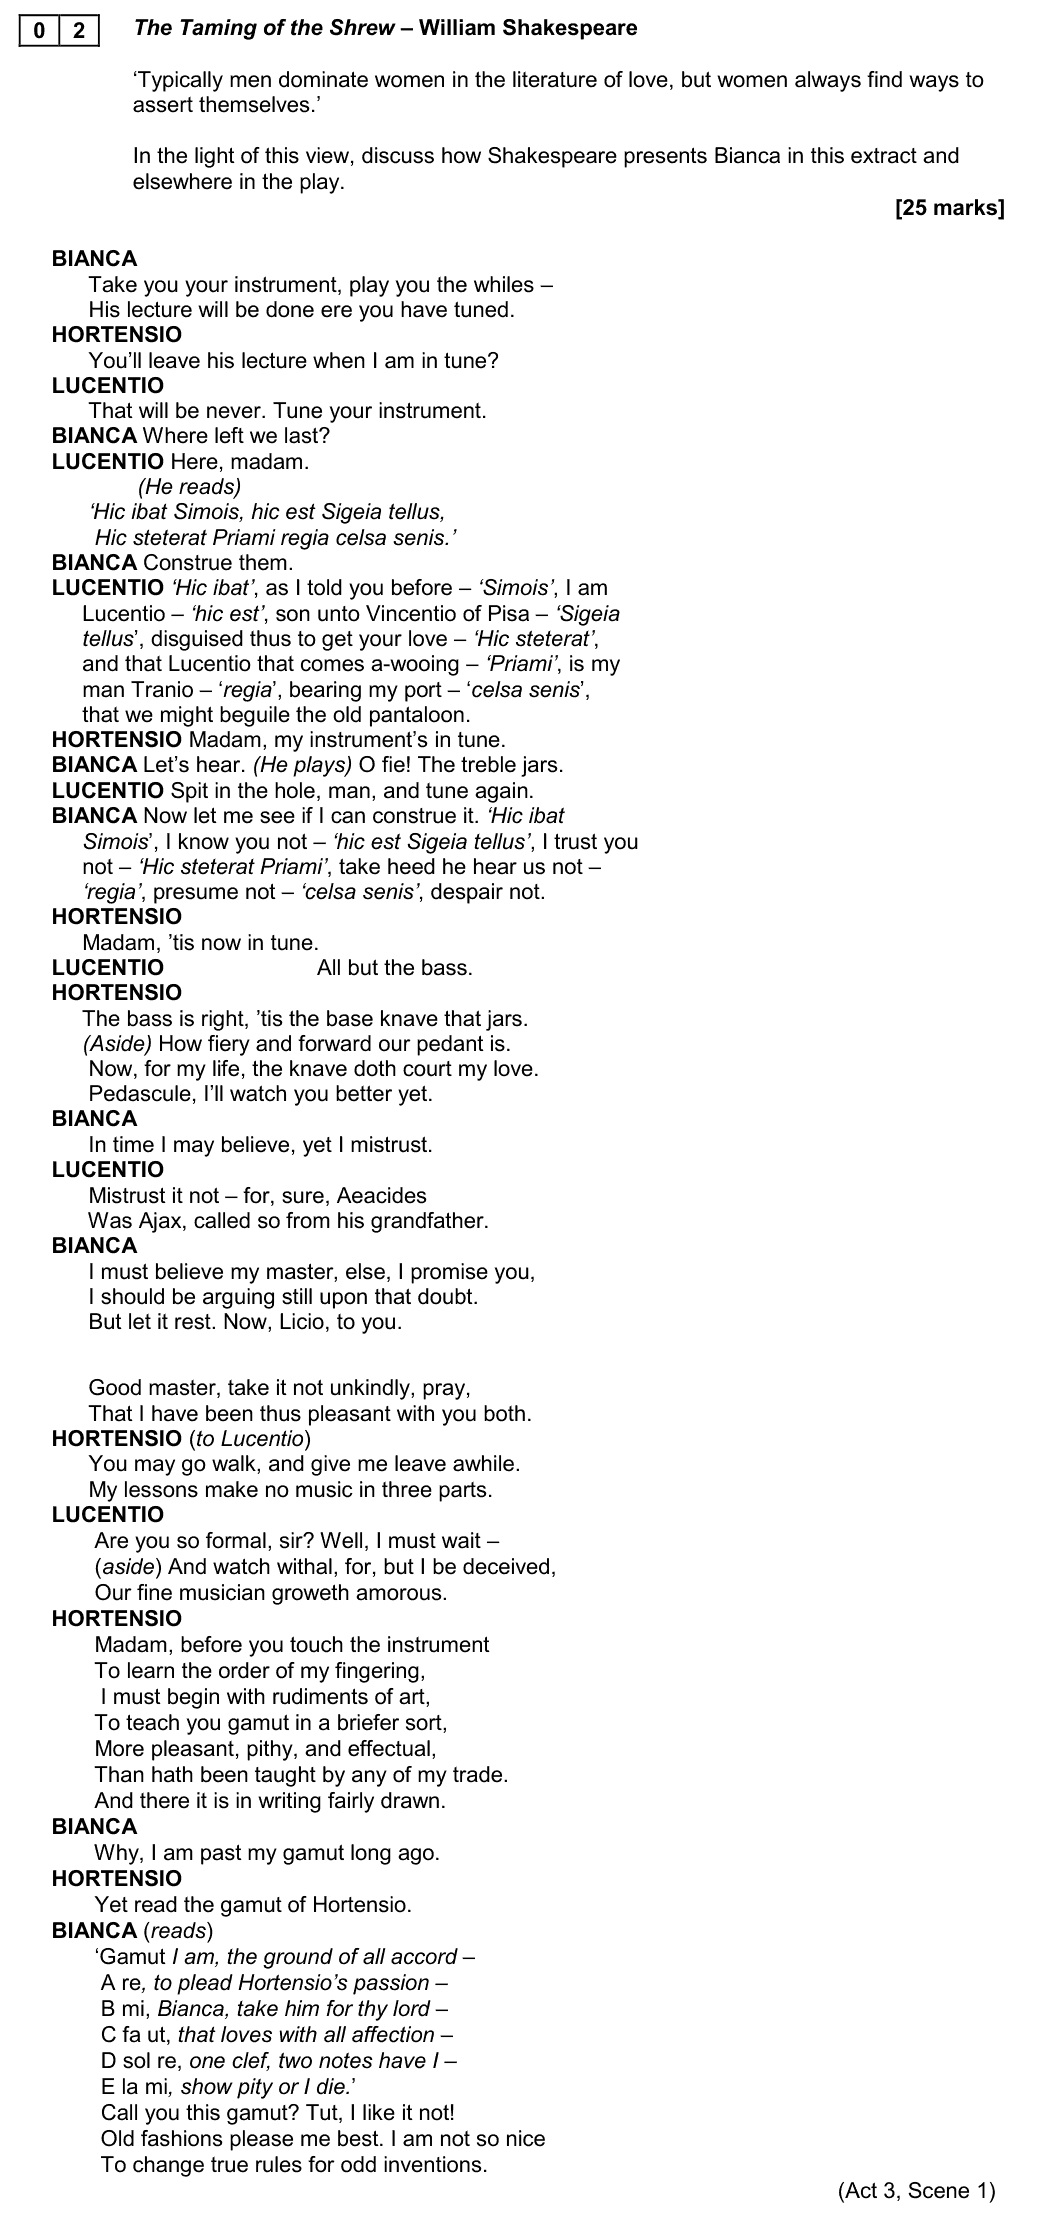 0 2 The Taming of the Shrew – William Shakespeare
‘Typically men dominate women in the literature of love, but women always find ways to
assert themselves.’
In the light of this view, discuss how Shakespeare presents Bianca in this extract and
elsewhere in the play.
[25 marks]
BIANCA
Take you your instrument, play you the whiles –
His lecture will be done ere you have tuned.
HORTENSIO
You’ll leave his lecture when I am in tune?
LUCENTIO
That will be never. Tune your instrument.
BIANCA Where left we last?
LUCENTIO Here, madam.
(He reads)
‘Hic ibat Simois, hic est Sigeia tellus,
Hic steterat Priami regia celsa senis.’
BIANCA Construe them.
LUCENTIO ‘Hic ibat’, as I told you before – ‘Simois’, I am
Lucentio – ‘hic est’, son unto Vincentio of Pisa – ‘Sigeia
tellus’, disguised thus to get your love – ‘Hic steterat’,
and that Lucentio that comes a-wooing – ‘Priami’, is my
man Tranio – ‘regia’, bearing my port – ‘celsa senis’,
that we might beguile the old pantaloon.
HORTENSIO Madam, my instrument’s in tune.
BIANCA Let’s hear. (He plays) O fie! The treble jars.
LUCENTIO Spit in the hole, man, and tune again.
BIANCA Now let me see if I can construe it. ‘Hic ibat
Simois’, I know you not – ‘hic est Sigeia tellus’, I trust you
not – ‘Hic steterat Priami’, take heed he hear us not –
‘regia’, presume not – ‘celsa senis’, despair not.
HORTENSIO
Madam, ’tis now in tune.
LUCENTIO All but the bass.
HORTENSIO
The bass is right, ’tis the base knave that jars.
(Aside) How fiery and forward our pedant is.
Now, for my life, the knave doth court my love.
Pedascule, I’ll watch you better yet.
BIANCA
In time I may believe, yet I mistrust.
LUCENTIO
Mistrust it not – for, sure, Aeacides
Was Ajax, called so from his grandfather.
BIANCA
I must believe my master, else, I promise you,
I should be arguing still upon that doubt.
But let it rest. Now, Licio, to you.
Good master, take it not unkindly, pray,
That I have been thus pleasant with you both.
HORTENSIO (to Lucentio)
You may go walk, and give me leave awhile.
My lessons make no music in three parts.
LUCENTIO
Are you so formal, sir? Well, I must wait –
(aside) And watch withal, for, but I be deceived,
Our fine musician groweth amorous.
HORTENSIO
Madam, before you touch the instrument
To learn the order of my fingering,
I must begin with rudiments of art,
To teach you gamut in a briefer sort,
More pleasant, pithy, and effectual,
Than hath been taught by any of my trade.
And there it is in writing fairly drawn.
BIANCA
Why, I am past my gamut long ago.
HORTENSIO
Yet read the gamut of Hortensio.
BIANCA (reads)
‘Gamut I am, the ground of all accord –
A re, to plead Hortensio’s passion –
B mi, Bianca, take him for thy lord –
C fa ut, that loves with all affection –
D sol re, one clef, two notes have I –
E la mi, show pity or I die.’
Call you this gamut? Tut, I like it not!
Old fashions please me best. I am not so nice
To change true rules for odd inventions.
(Act 3, Scene 1)